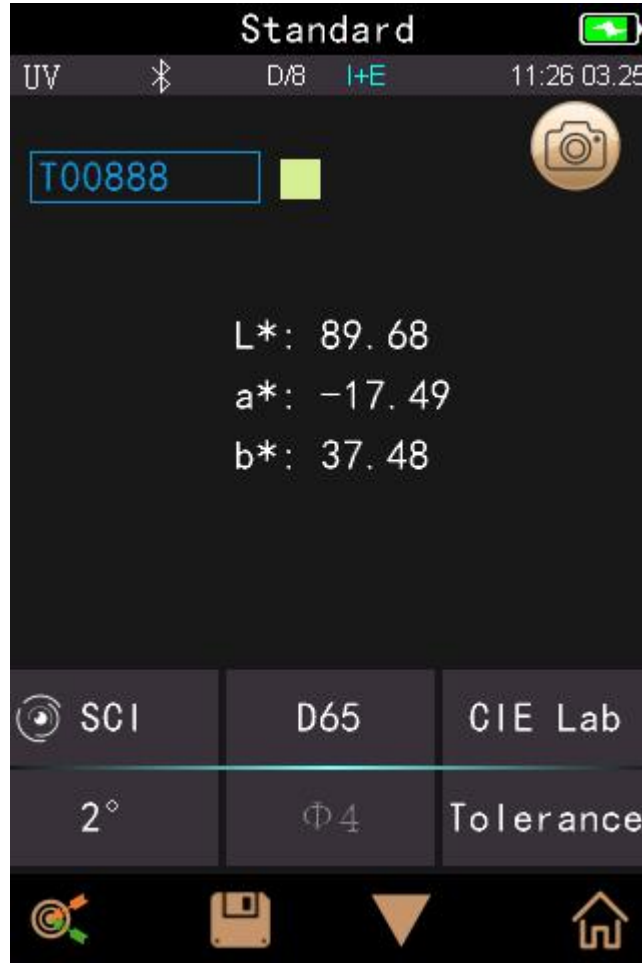 Standard
UV D/8 I+E 11:26 03.25
T00888
L*: 89.68
a*: -17.49
b*: 37.48
SCI D65 CIE Lab
2° Φ4 Tolerance